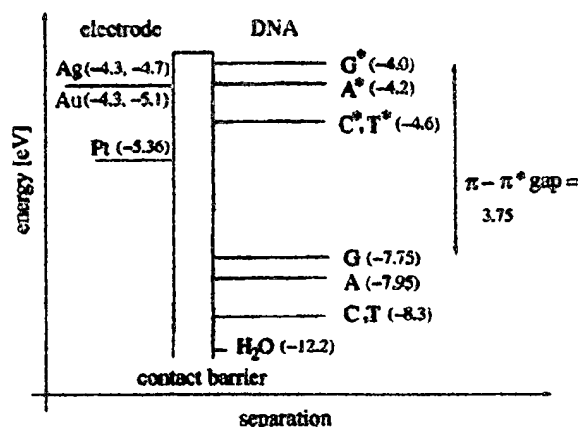 electrode DNA
Ag(-4.3, -4.7)
Au(-4.3, -5.1)
Pt (-5.36)
G* (-4.0)
A* (-4.2)
C*,T* (-4.6)
π - π* gap =
3.75
G (-7.75)
A (-7.95)
C,T (-8.3)
H₂O (-12.2)
contact barrier
energy [eV]
separation